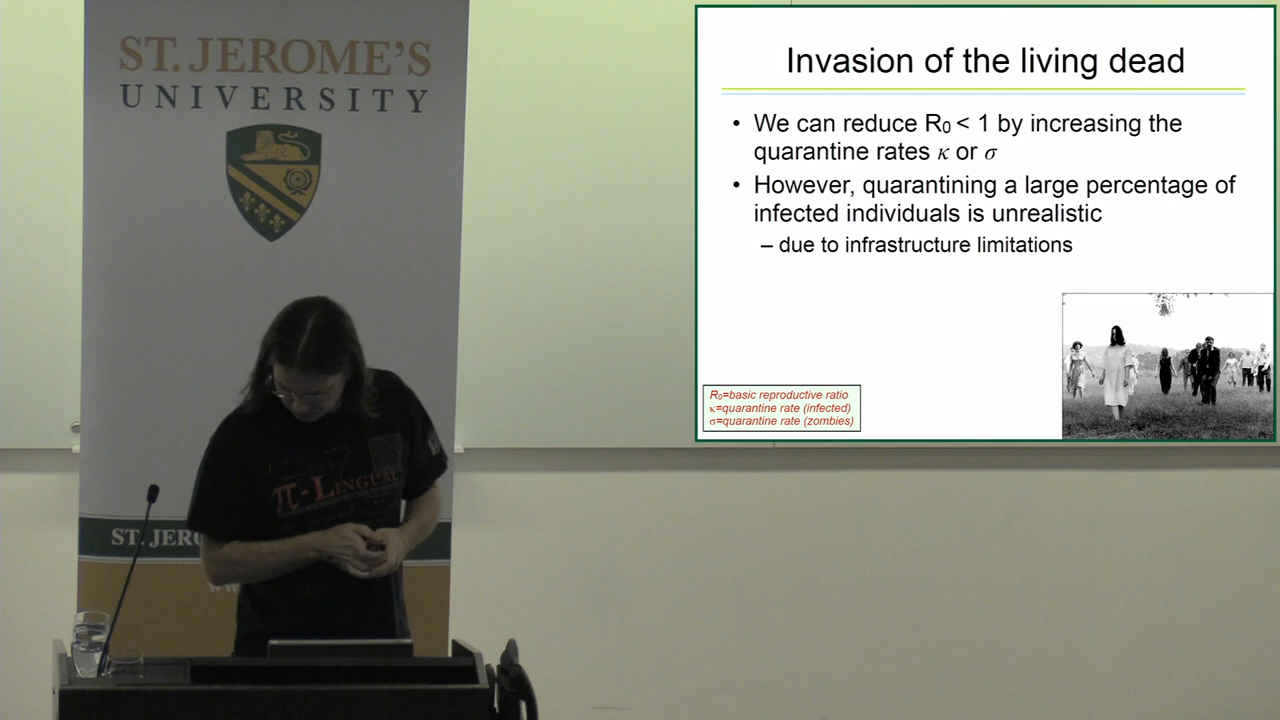 ST. JEROME'S
UNIVERSITY
Invasion of the living dead
• We can reduce R₀ < 1 by increasing the
quarantine rates κ or σ
• However, quarantining a large percentage of
infected individuals is unrealistic
– due to infrastructure limitations
R₀=basic reproductive ratio
κ=quarantine rate (infected)
σ=quarantine rate (zombies)
π-LINGUAL
ST. JERO